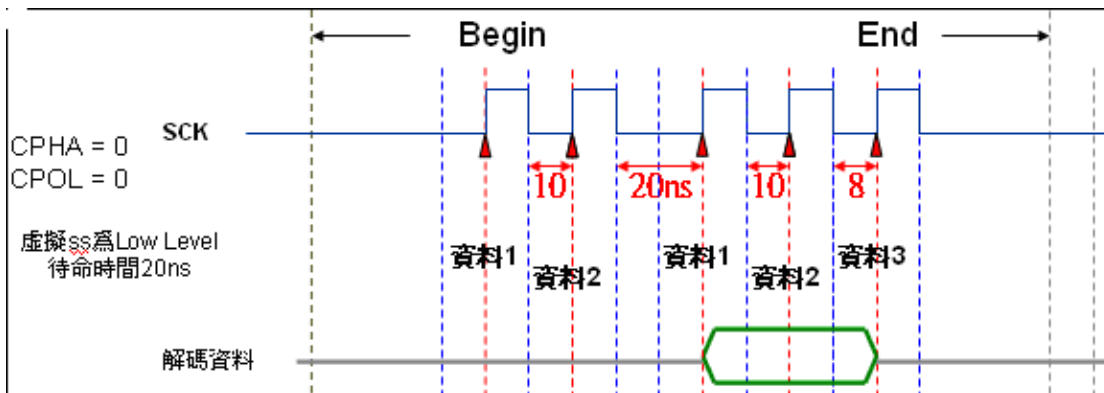 Begin
End
SCK
CPHA = 0
CPOL = 0
10
20ns
10
8
虛擬ss爲Low Level
待命時間20ns
資料1
資料2
資料1
資料2
資料3
解碼資料